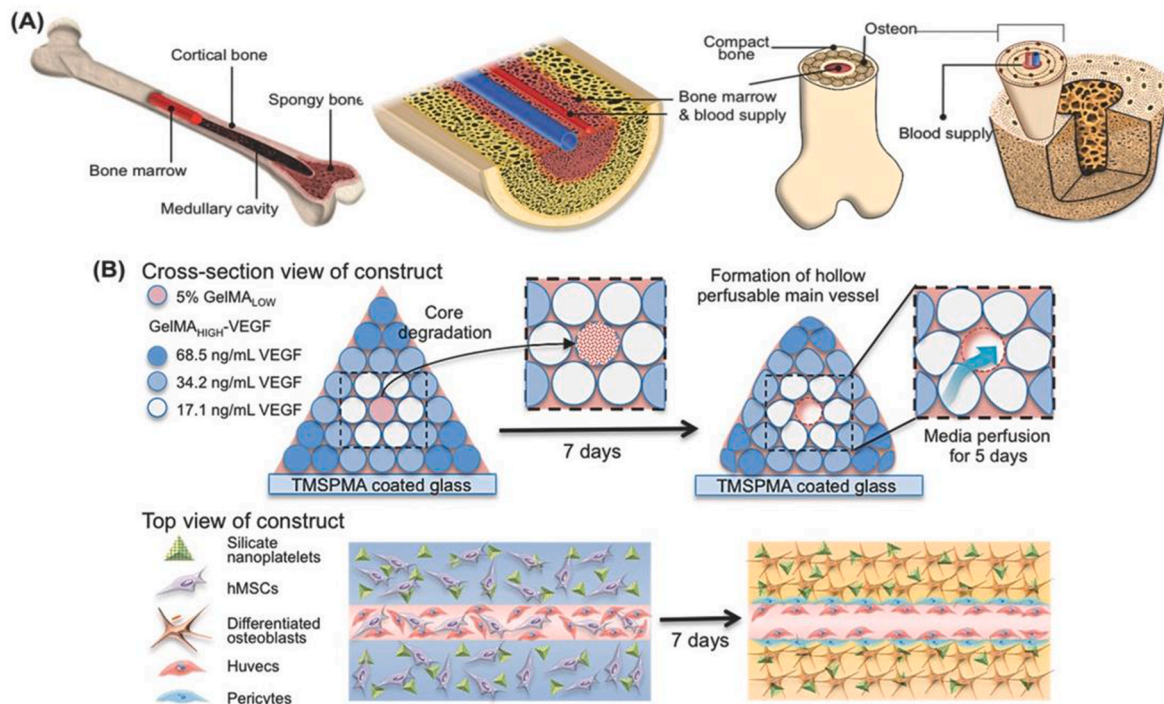 (A)
Cortical bone
Spongy bone
Bone marrow
Medullary cavity
Bone marrow
& blood supply
Compact
bone
Osteon
Blood supply
(B)
Cross-section view of construct
5% GelMALOW
GelMAHIGH-VEGF
68.5 ng/mL VEGF
34.2 ng/mL VEGF
17.1 ng/mL VEGF
Core
degradation
TMSPMA coated glass
7 days
Formation of hollow
perfusable main vessel
TMSPMA coated glass
Media perfusion
for 5 days
Top view of construct
Silicate
nanoplatelets
hMSCs
Differentiated
osteoblasts
Huvecs
Pericytes
7 days